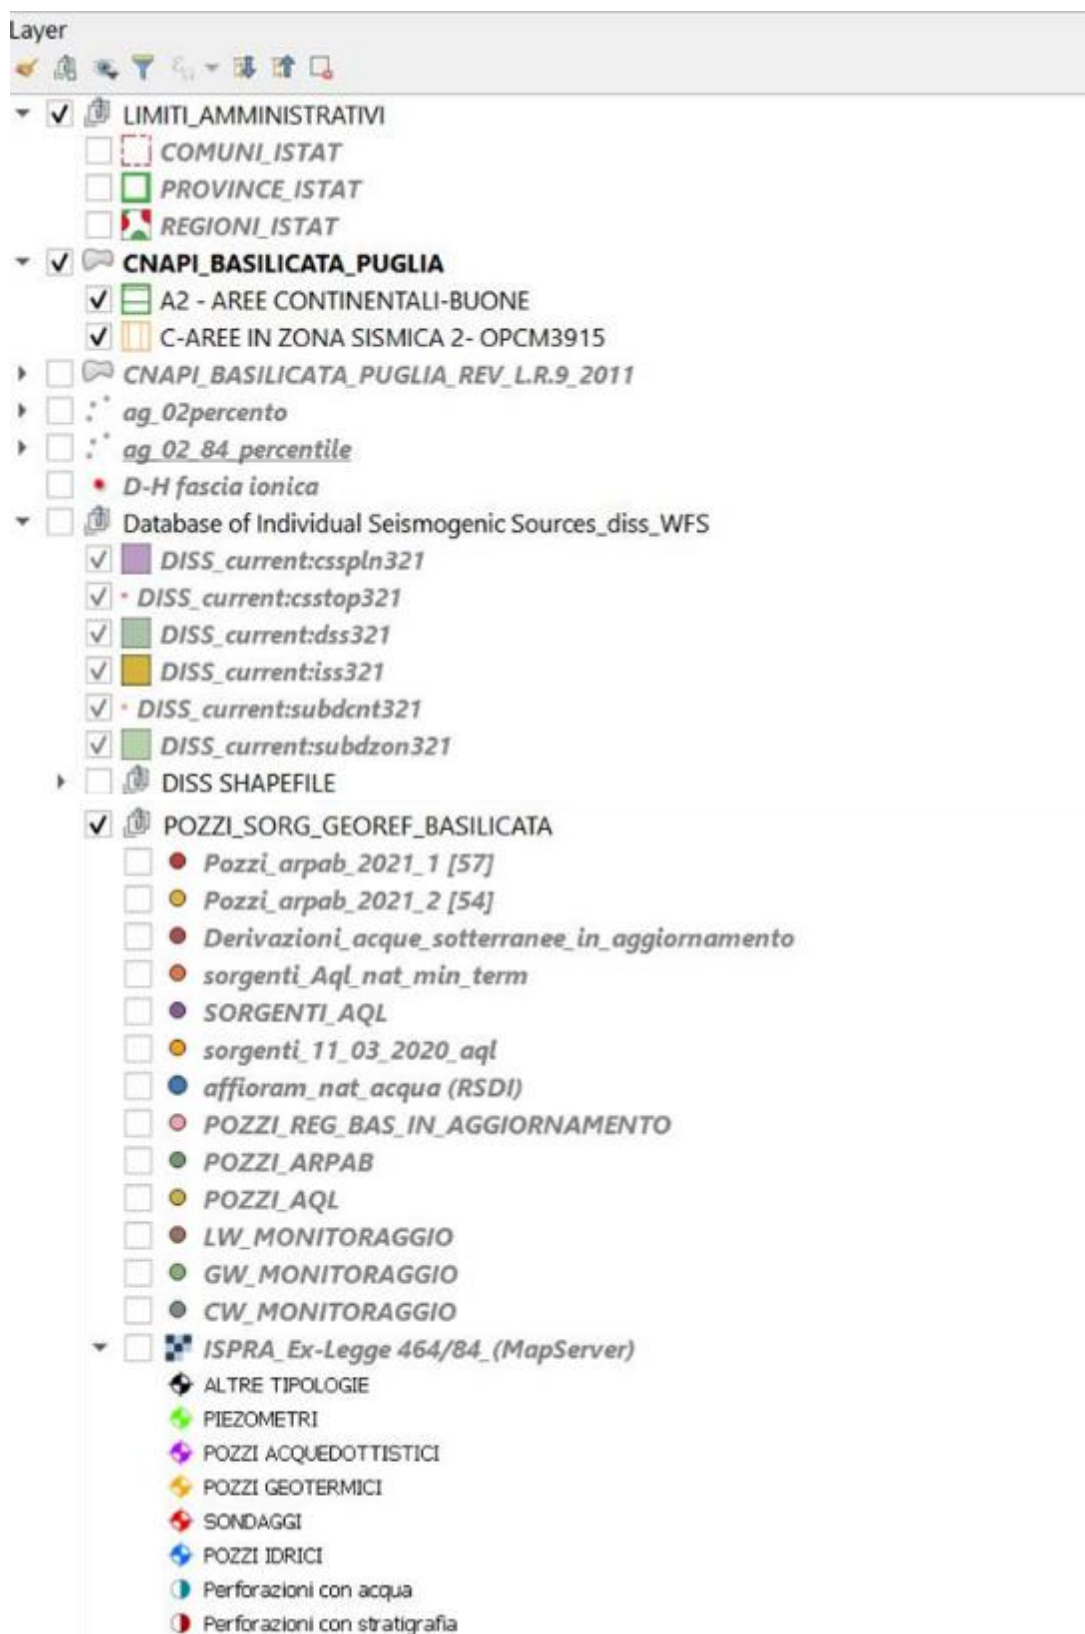 Layer
LIMITI_AMMINISTRATIVI
COMUNI_ISTAT
PROVINCE_ISTAT
REGIONI_ISTAT
CNAPI_BASILICATA_PUGLIA
A2 - AREE CONTINENTALI-BUONE
C-AREE IN ZONA SISMICA 2- OPCM3915
CNAPI_BASILICATA_PUGLIA_REV_L.R.9_2011
ag_02percento
ag_02_84_percentile
D-H fascia ionica
Database of Individual Seismogenic Sources_diss_WFS
DISS_current:csspln321
DISS_current:csstop321
DISS_current:dss321
DISS_current:iss321
DISS_current:subdcnt321
DISS_current:subdzon321
DISS SHAPEFILE
POZZI_SORG_GEOREF_BASILICATA
Pozzi_arpab_2021_1 [57]
Pozzi_arpab_2021_2 [54]
Derivazioni_acque_sotterranee_in_aggiornamento
sorgenti_Aql_nat_min_term
SORGENTI_AQL
sorgenti_11_03_2020_aql
affioram_nat_acqua (RSDI)
POZZI_REG_BAS_IN_AGGIORNAMENTO
POZZI_ARPAB
POZZI_AQL
LW_MONITORAGGIO
GW_MONITORAGGIO
CW_MONITORAGGIO
ISPRA_Ex-Legge 464/84_(MapServer)
ALTRE TIPOLOGIE
PIEZOMETRI
POZZI ACQUEDOTTISTICI
POZZI GEOTERMICI
SONDAGGI
POZZI IDRICI
Perforazioni con acqua
Perforazioni con stratigrafia